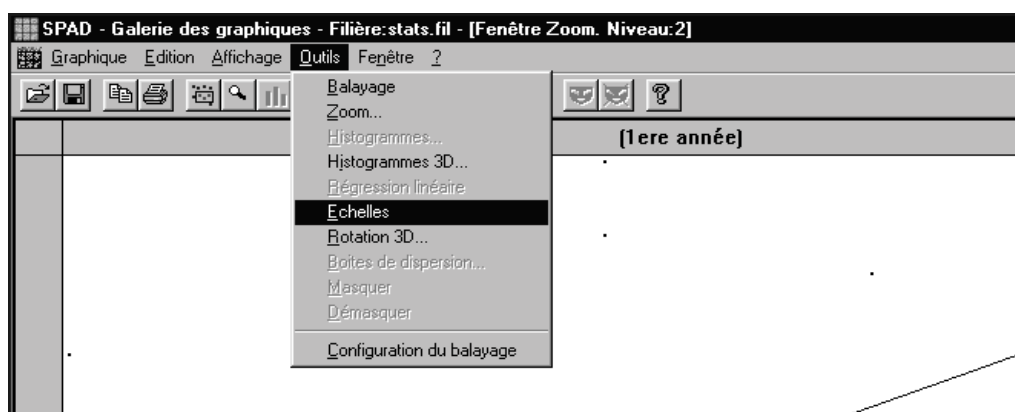 SPAD - Galerie des graphiques - Filière:stats.fil - [Fenêtre Zoom. Niveau:2]
Graphique Edition Affichage Outils Fenêtre ?
Balayage
Zoom...
Histogrammes...
(1ere année)
Histogrammes 3D...
Régression linéaire
Echelles
Rotation 3D...
Boites de dispersion...
Masquer
Démasquer
Configuration du balayage